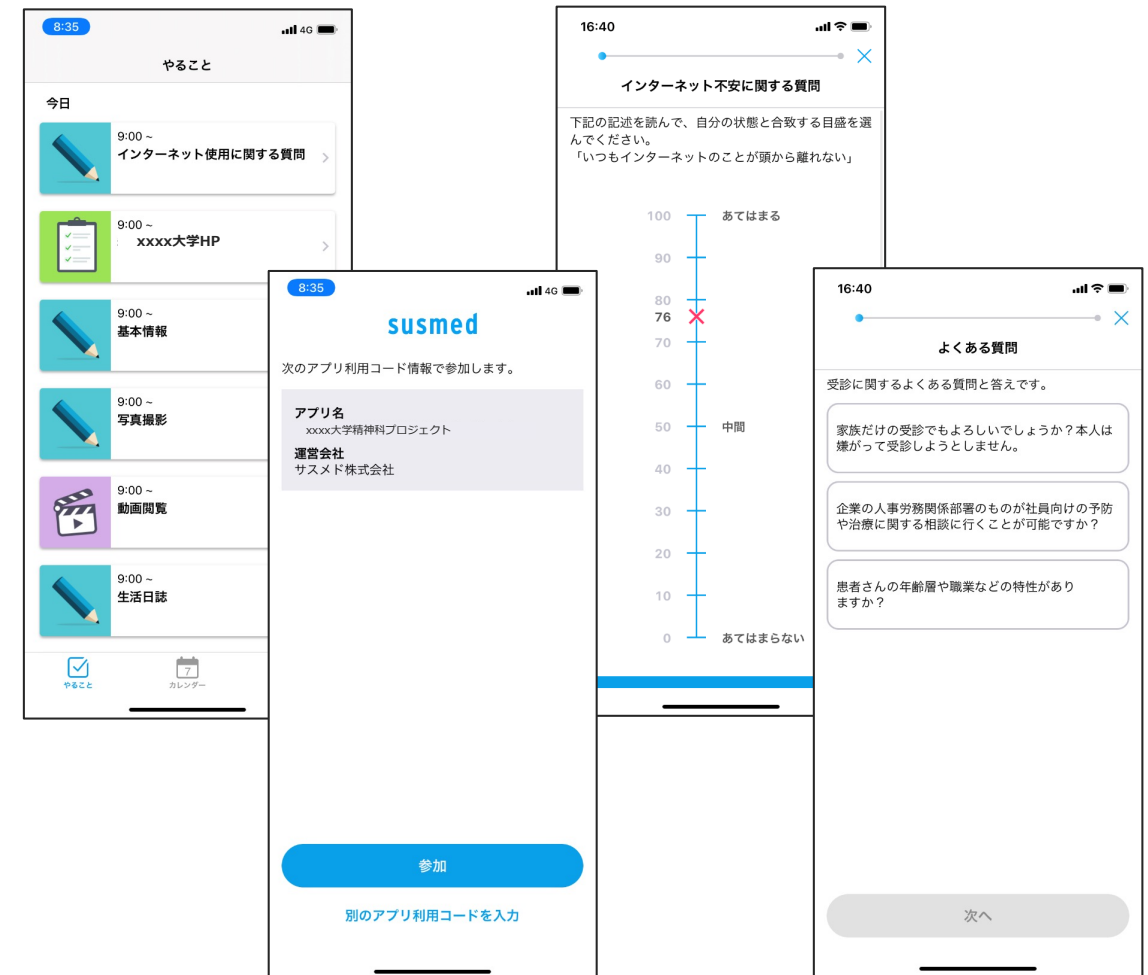 8:35
4G
やること
今日
9:00 ~
インターネット使用に関する質問
9:00 ~
xxxx大学HP
9:00 ~
基本情報
9:00 ~
写真撮影
9:00 ~
動画閲覧
9:00 ~
生活日誌
やること
7
カレンダー
8:35
4G
susmed
次のアプリ利用コード情報で参加します。
アプリ名
xxxx大学精神科プロジェクト
運営会社
サスメド株式会社
参加
別のアプリ利用コードを入力
16:40
インターネット不安に関する質問
下記の記述を読んで、自分の状態と合致する目盛を選
んでください。
「いつもインターネットのことが頭から離れない」
100 あてはまる
90
80
76
70
60
50 中間
40
30
20
10
0 あてはまらない
16:40
よくある質問
受診に関するよくある質問と答えです。
家族だけの受診でもよろしいでしょうか？本人は
嫌がって受診しようとしません。
企業の人事労務関係部署のものが社員向けの予防
や治療に関する相談に行くことが可能ですか？
患者さんの年齢層や職業などの特性があり
ますか？
次へ